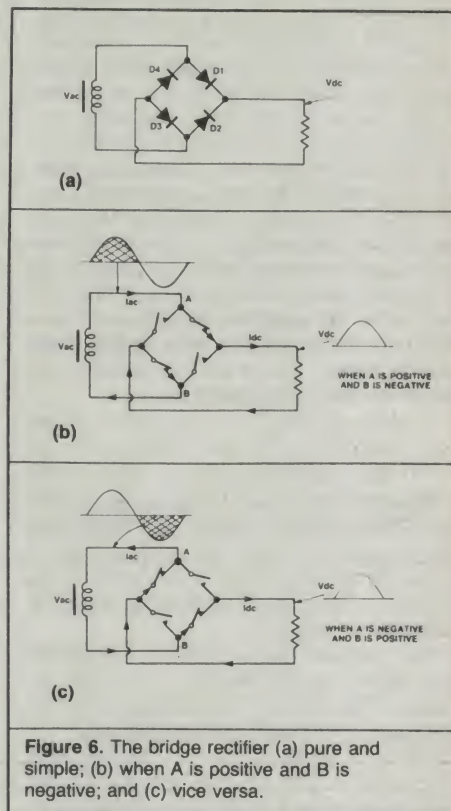 D4
D1
Vac
D3
D2
Vdc
(a)
Iac
A
Vac
Idc
Vdc
B
WHEN A IS POSITIVE
AND B IS NEGATIVE
(b)
Iac
A
Vac
Idc
Vdc
B
WHEN A IS NEGATIVE
AND B IS POSITIVE
(c)
Figure 6. The bridge rectifier (a) pure and
simple; (b) when A is positive and B is
negative; and (c) vice versa.